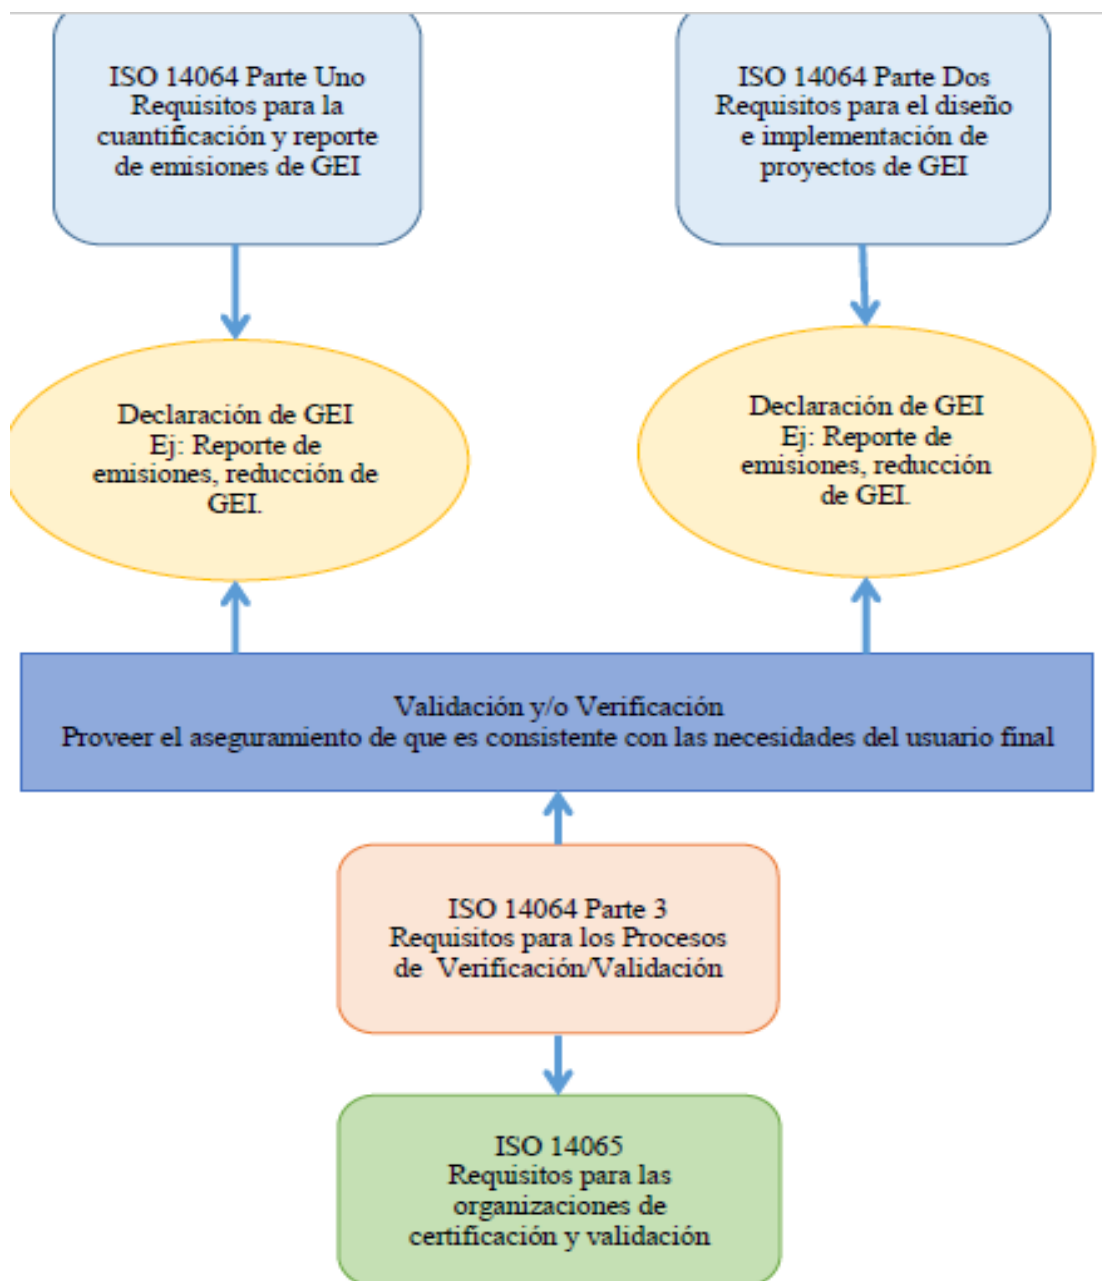 ISO 14064 Parte Uno
Requisitos para la
cuantificación y reporte
de emisiones de GEI
ISO 14064 Parte Dos
Requisitos para el diseño
e implementación de
proyectos de GEI
Declaración de GEI
Ej: Reporte de
emisiones, reducción de
GEI.
Declaración de GEI
Ej: Reporte de
emisiones, reducción
de GEI.
Validación y/o Verificación
Proveer el aseguramiento de que es consistente con las necesidades del usuario final
ISO 14064 Parte 3
Requisitos para los Procesos
de Verificación/Validación
ISO 14065
Requisitos para las
organizaciones de
certificación y validación